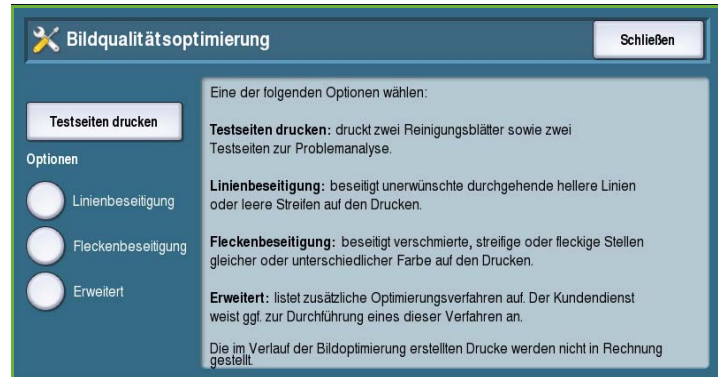 Bildqualitätsoptimierung
Schließen
Testseiten drucken
Optionen
Linienbeseitigung
Fleckenbeseitigung
Erweitert
Eine der folgenden Optionen wählen:
Testseiten drucken: druckt zwei Reinigungsblätter sowie zwei
Testseiten zur Problemanalyse.
Linienbeseitigung: beseitigt unerwünschte durchgehende hellere Linien
oder leere Streifen auf den Drucken.
Fleckenbeseitigung: beseitigt verschmierte, streifige oder fleckige Stellen
gleicher oder unterschiedlicher Farbe auf den Drucken.
Erweitert: listet zusätzliche Optimierungsverfahren auf. Der Kundendienst
weist ggf. zur Durchführung eines dieser Verfahren an.
Die im Verlauf der Bildoptimierung erstellten Drucke werden nicht in Rechnung
gestellt.